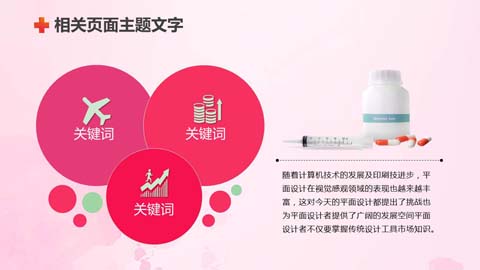 相关页面主题文字
关键词
关键词
关键词
随着计算机技术的发展及印刷技进步，平
面设计在视觉感观领域的表现也越来越丰
富，这对今天的平面设计都提出了挑战也
为平面设计者提供了广阔的发展空间平面
设计者不仅要掌握传统设计工具市场知识。